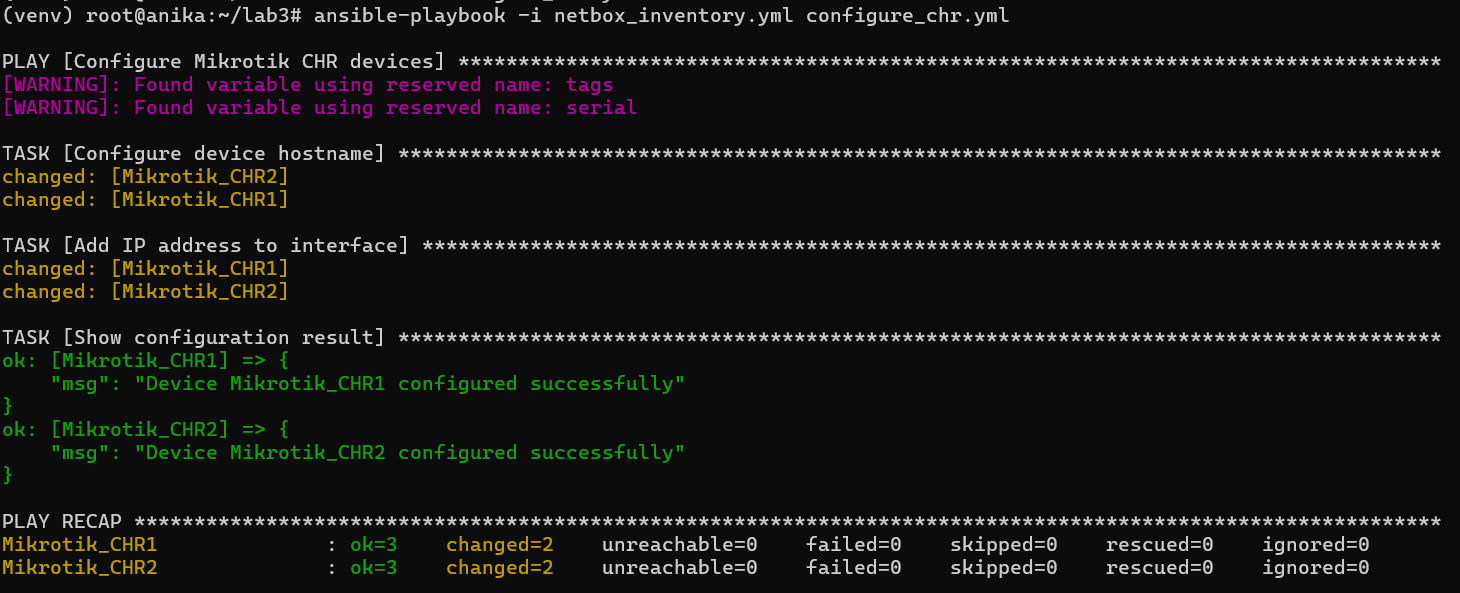 (venv) root@anika:~/lab3# ansible-playbook -i netbox_inventory.yml configure_chr.yml
PLAY [Configure Mikrotik CHR devices] **********************************************************************************
[WARNING]: Found variable using reserved name: tags
[WARNING]: Found variable using reserved name: serial
TASK [Configure device hostname] ***************************************************************************************
changed: [Mikrotik_CHR2]
changed: [Mikrotik_CHR1]
TASK [Add IP address to interface] *************************************************************************************
changed: [Mikrotik_CHR1]
changed: [Mikrotik_CHR2]
TASK [Show configuration result] ***************************************************************************************
ok: [Mikrotik_CHR1] => {
    "msg": "Device Mikrotik_CHR1 configured successfully"
}
ok: [Mikrotik_CHR2] => {
    "msg": "Device Mikrotik_CHR2 configured successfully"
}
PLAY RECAP *************************************************************************************************************
Mikrotik_CHR1              : ok=3    changed=2    unreachable=0    failed=0    skipped=0    rescued=0    ignored=0
Mikrotik_CHR2              : ok=3    changed=2    unreachable=0    failed=0    skipped=0    rescued=0    ignored=0